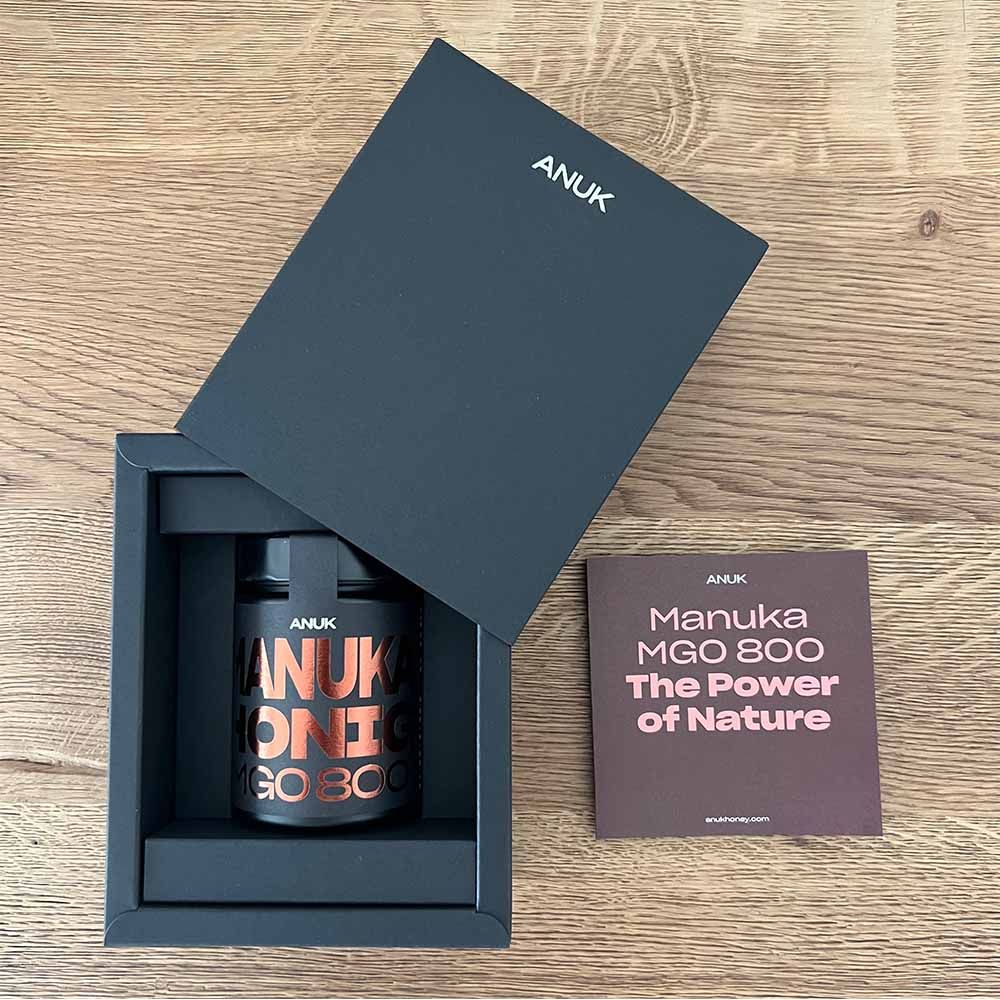 ANUK
ANUK
MANUKA
HONIG
MGO 800
ANUK
Manuka
MGO 800
The Power
of Nature
anukhoney.com